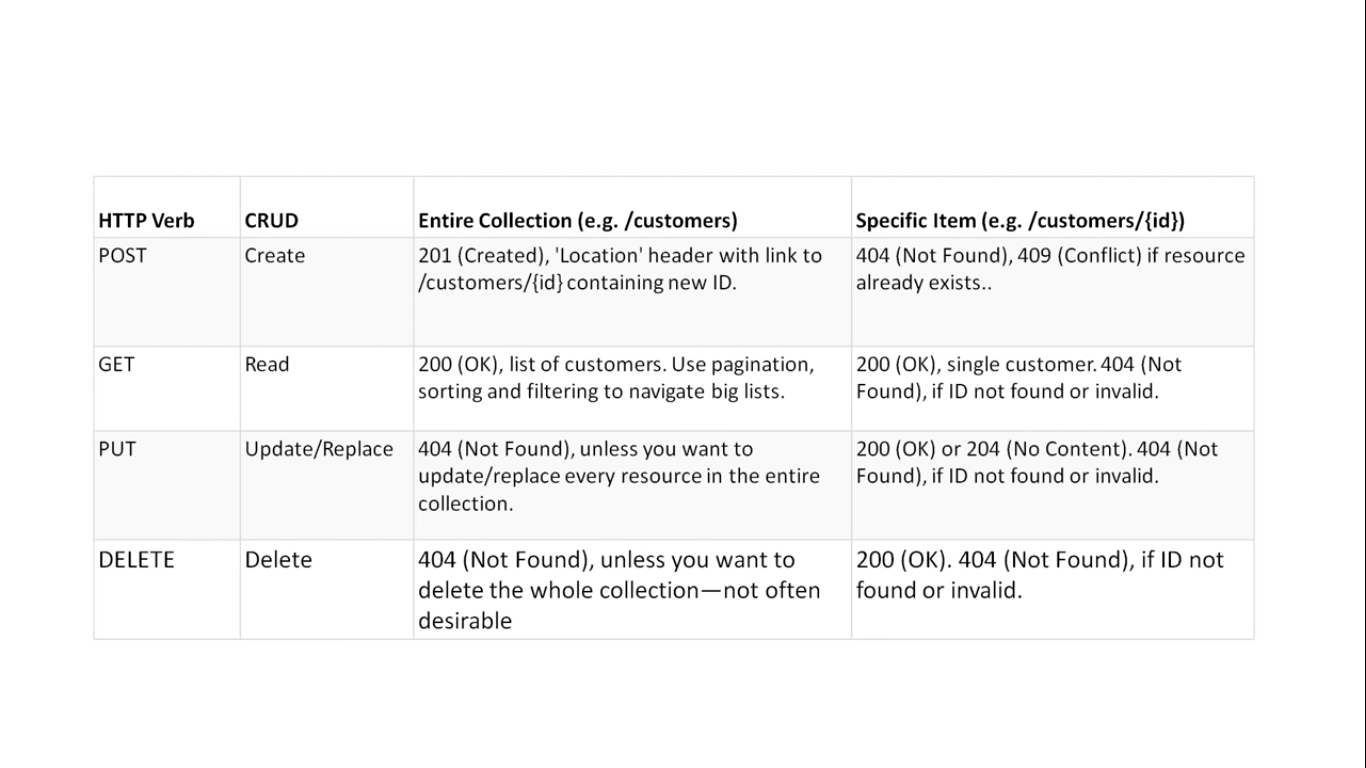 HTTP Verb CRUD Entire Collection (e.g. /customers) Specific Item (e.g. /customers/{id})
POST Create 201 (Created), 'Location' header with link to 404 (Not Found), 409 (Conflict) if resource
/customers/{id} containing new ID. already exists..
GET Read 200 (OK), list of customers. Use pagination, 200 (OK), single customer. 404 (Not
sorting and filtering to navigate big lists. Found), if ID not found or invalid.
PUT Update/Replace 404 (Not Found), unless you want to 200 (OK) or 204 (No Content). 404 (Not
update/replace every resource in the entire Found), if ID not found or invalid.
collection.
DELETE Delete 404 (Not Found), unless you want to 200 (OK). 404 (Not Found), if ID not
delete the whole collection—not often found or invalid.
desirable